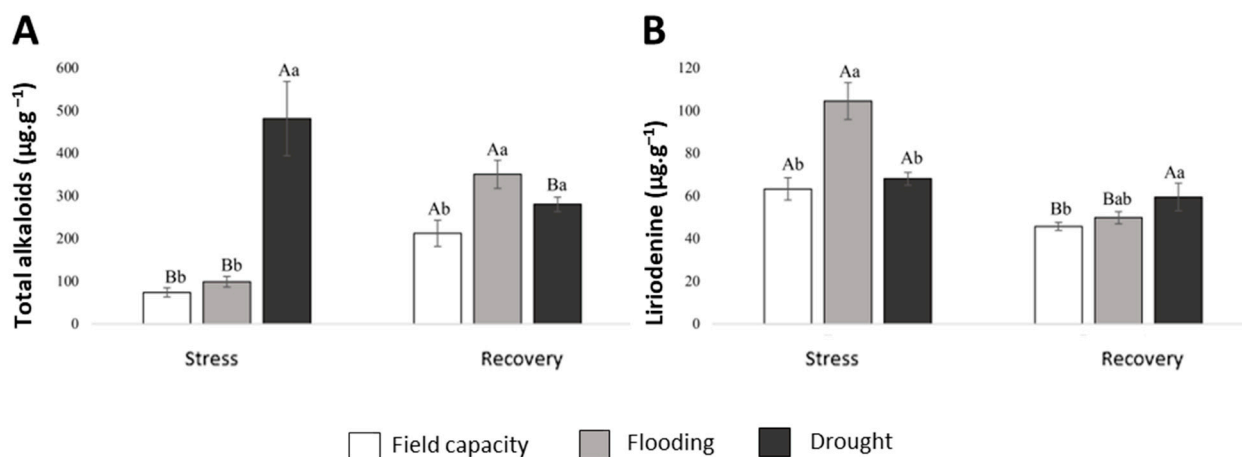 A
Total alkaloids (µg.g⁻¹)
600
500
400
300
200
100
0
Bb
Bb
Aa
Ab
Aa
Ba
Stress
Recovery
B
Liriodenine (µg.g⁻¹)
120
100
80
60
40
20
0
Ab
Aa
Ab
Bb
Bab
Aa
Stress
Recovery
Field capacity
Flooding
Drought